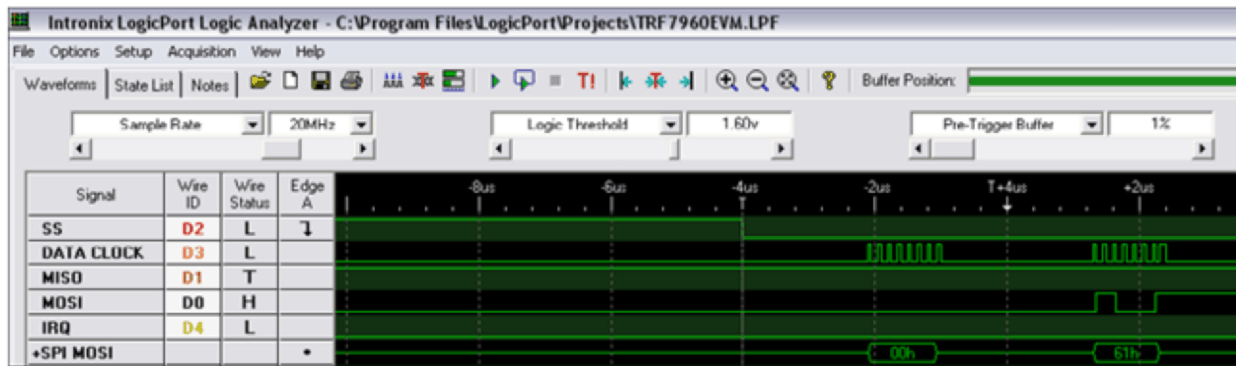 Intronix LogicPort Logic Analyzer - C:\Program Files\LogicPort\Projects\TRF7960EVM.LPF
File Options Setup Acquisition View Help
Waveforms State List Notes T! Buffer Position:
Sample Rate 20MHz Logic Threshold 1.60v Pre-Trigger Buffer 1%
Signal Wire ID Wire Status Edge A -8us -6us -4us -2us T+4us +2us
T
SS D2 L
DATA CLOCK D3 L
MISO D1 T
MOSI D0 H
IRQ D4 L
+SPI MOSI 00h 61h